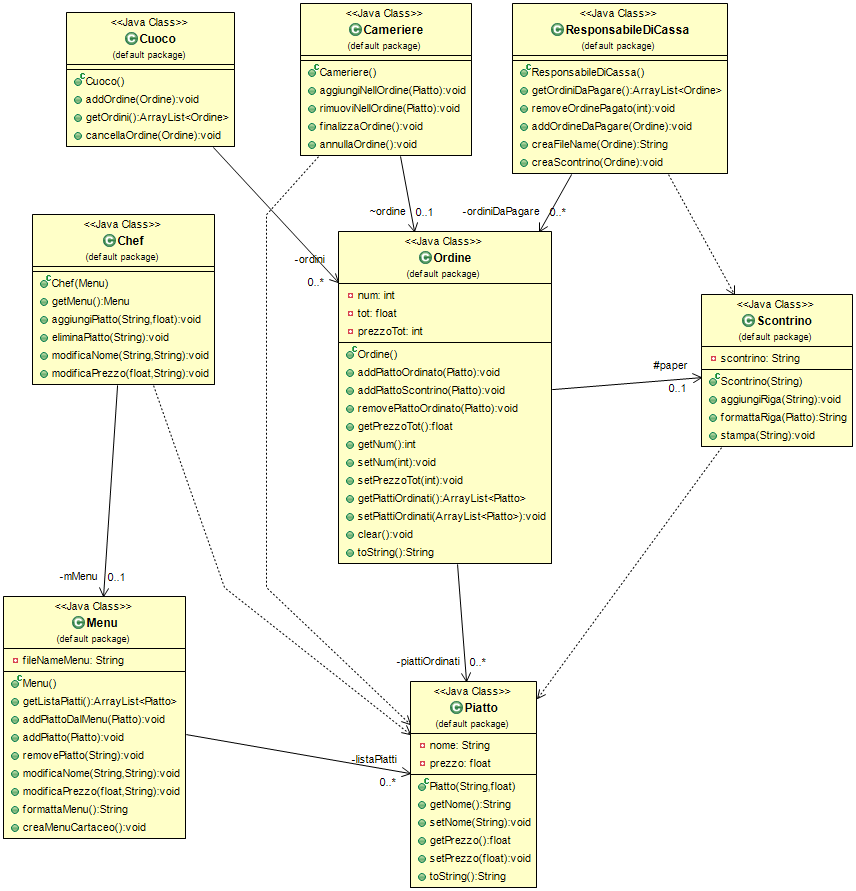 <<Java Class>>
Cuoco
(default package)
Cuoco()
addOrdine(Ordine):void
getOrdini():ArrayList<Ordine>
cancellaOrdine(Ordine):void
<<Java Class>>
Cameriere
(default package)
Cameriere()
aggiungiNellOrdine(Piatto):void
rimuoviNellOrdine(Piatto):void
finalizzaOrdine():void
annullaOrdine():void
<<Java Class>>
ResponsabileDiCassa
(default package)
ResponsabileDiCassa()
getOrdiniDaPagare():ArrayList<Ordine>
removeOrdinePagato(int):void
addOrdineDaPagare(Ordine):void
creaFileName(Ordine):String
creaScontrino(Ordine):void
-ordini
0..*
~ordine
0..1
-ordiniDaPagare
0..*
<<Java Class>>
Chef
(default package)
Chef(Menu)
getMenu():Menu
aggiungiPiatto(String,float):void
eliminaPiatto(String):void
modificaNome(String,String):void
modificaPrezzo(float,String):void
<<Java Class>>
Ordine
(default package)
num: int
tot: float
prezzoTot: int
Ordine()
addPiattoOrdinato(Piatto):void
addPiattoScontrino(Piatto):void
removePiattoOrdinato(Piatto):void
getPrezzoTot():float
getNum():int
setNum(int):void
setPrezzoTot(int):void
getPiattiOrdinati():ArrayList<Piatto>
setPiattiOrdinati(ArrayList<Piatto>):void
clear():void
toString():String
#paper
0..1
<<Java Class>>
Scontrino
(default package)
scontrino: String
Scontrino(String)
aggiungiRiga(String):void
formattaRiga(Piatto):String
stampa(String):void
-mMenu
0..1
<<Java Class>>
Menu
(default package)
fileNameMenu: String
Menu()
getListaPiatti():ArrayList<Piatto>
addPiattoDalMenu(Piatto):void
addPiatto(Piatto):void
removePiatto(String):void
modificaNome(String,String):void
modificaPrezzo(float,String):void
formattaMenu():String
creaMenuCartaceo():void
-listaPiatti
0..*
-piattiOrdinati
0..*
<<Java Class>>
Piatto
(default package)
nome: String
prezzo: float
Piatto(String,float)
getNome():String
setNome(String):void
getPrezzo():float
setPrezzo(float):void
toString():String